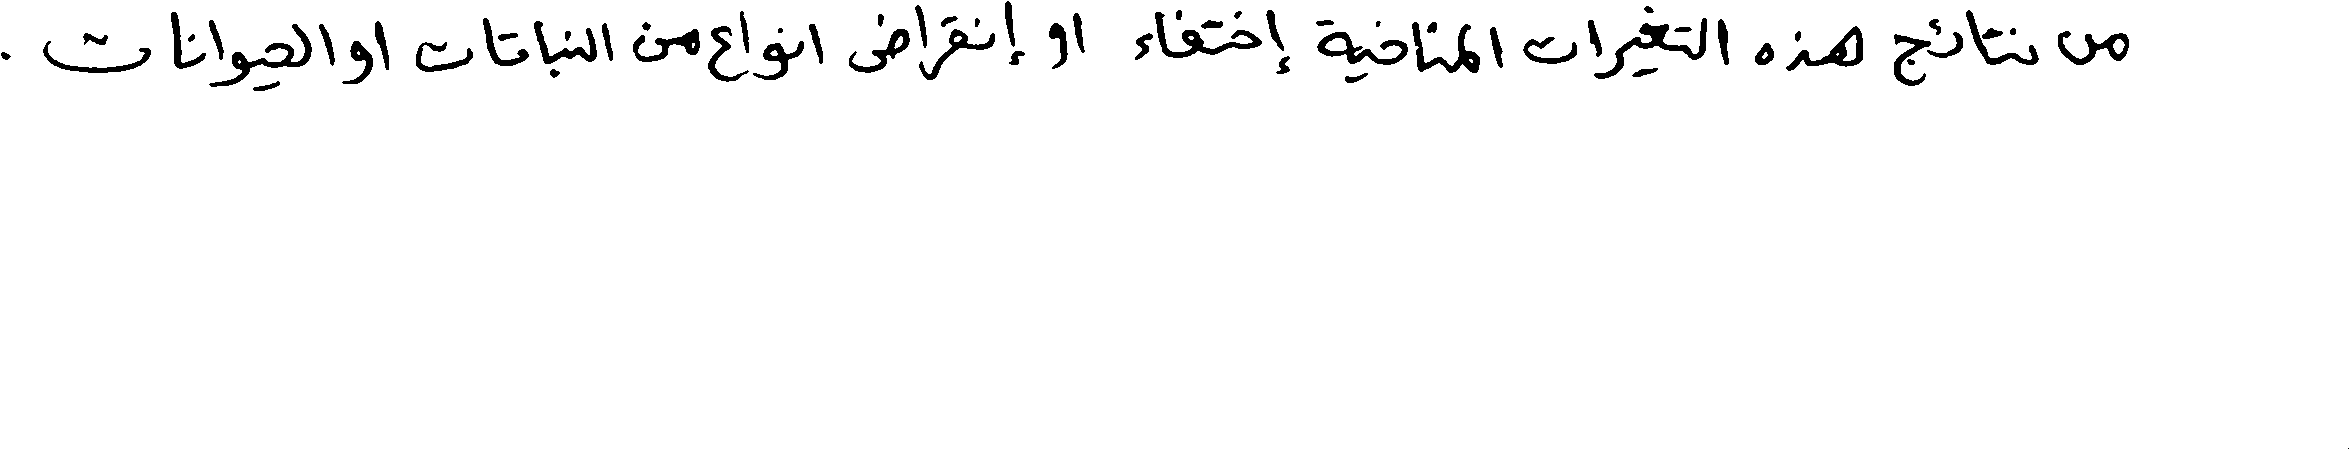 من نتائج هذه التغيرات المناخية إختفاء او إنقراض انواع من النباتات او الحيوانات .